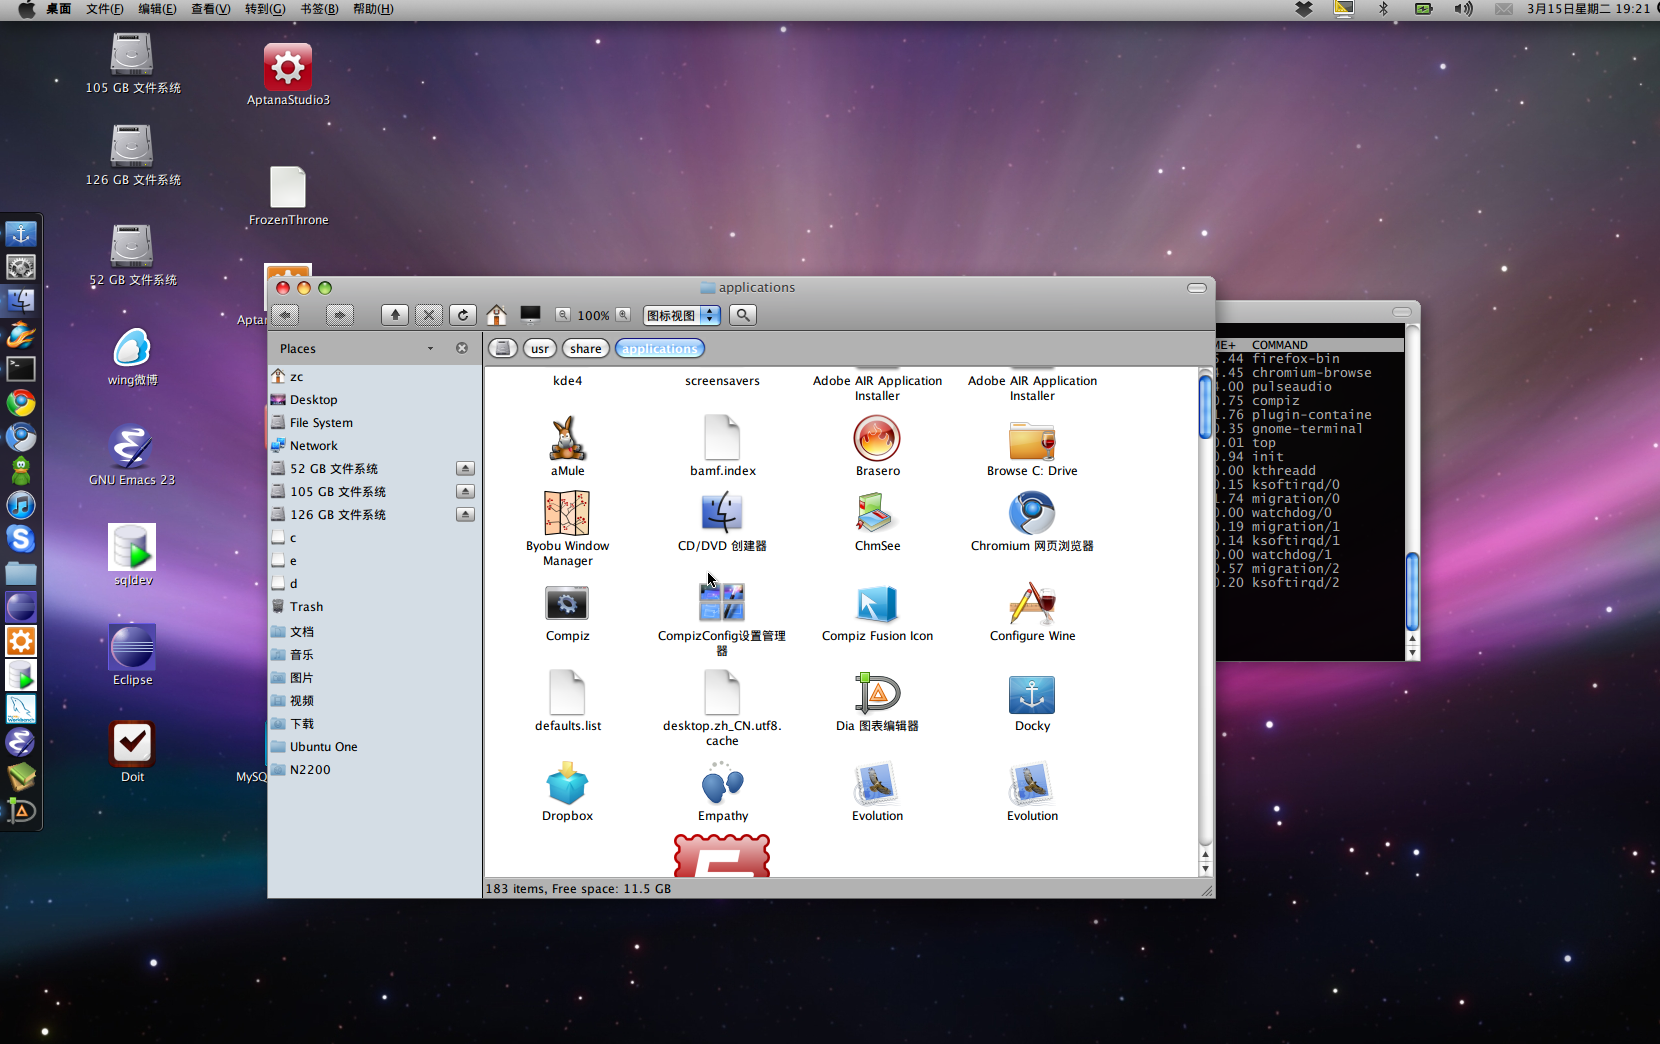 桌面 文件(F) 编辑(E) 查看(V) 转到(G) 书签(B) 帮助(H)
3月15日星期二 19:21
105 GB 文件系统
AptanaStudio3
126 GB 文件系统
FrozenThrone
52 GB 文件系统
Aptan
wing微博
GNU Emacs 23
sqldev
Eclipse
Doit
MySQ
applications
100%
图标视图
Places
usr
share
applications
zc
Desktop
File System
Network
52 GB 文件系统
105 GB 文件系统
126 GB 文件系统
c
e
d
Trash
文档
音乐
图片
视频
下载
Ubuntu One
N2200
kde4
screensavers
Adobe AIR Application
Installer
Adobe AIR Application
Installer
aMule
bamf.index
Brasero
Browse C: Drive
Byobu Window
Manager
CD/DVD 创建器
ChmSee
Chromium 网页浏览器
Compiz
CompizConfig设置管理
器
Compiz Fusion Icon
Configure Wine
defaults.list
desktop.zh_CN.utf8.
cache
Dia 图表编辑器
Docky
Dropbox
Empathy
Evolution
Evolution
183 items, Free space: 11.5 GB
ME+ COMMAND
.44 firefox-bin
.45 chromium-browse
.00 pulseaudio
.75 compiz
.76 plugin-containe
.35 gnome-terminal
.01 top
.94 init
.00 kthreadd
.15 ksoftirqd/0
.74 migration/0
.00 watchdog/0
.19 migration/1
.14 ksoftirqd/1
.00 watchdog/1
.57 migration/2
.20 ksoftirqd/2